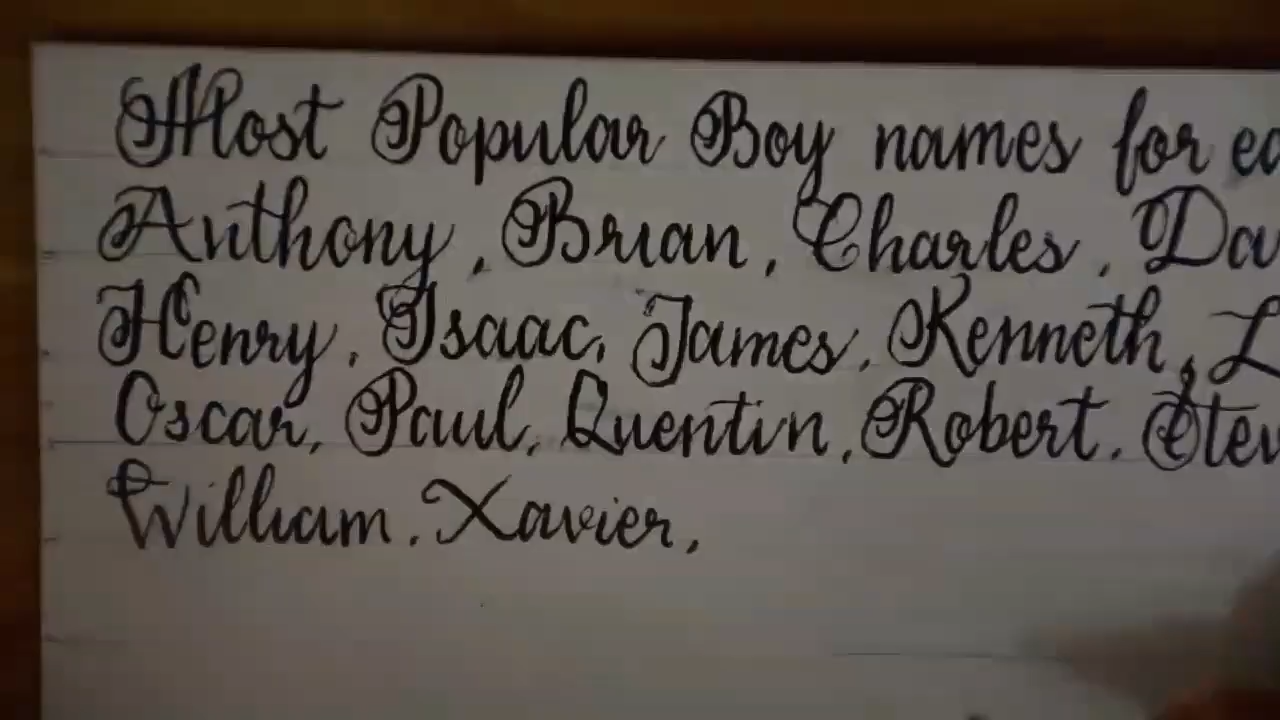 Most Popular Boy names for
Anthony, Brian, Charles,
Henry, Isaac, James, Kenneth,
Oscar, Paul, Quentin, Robert,
William, Xavier,